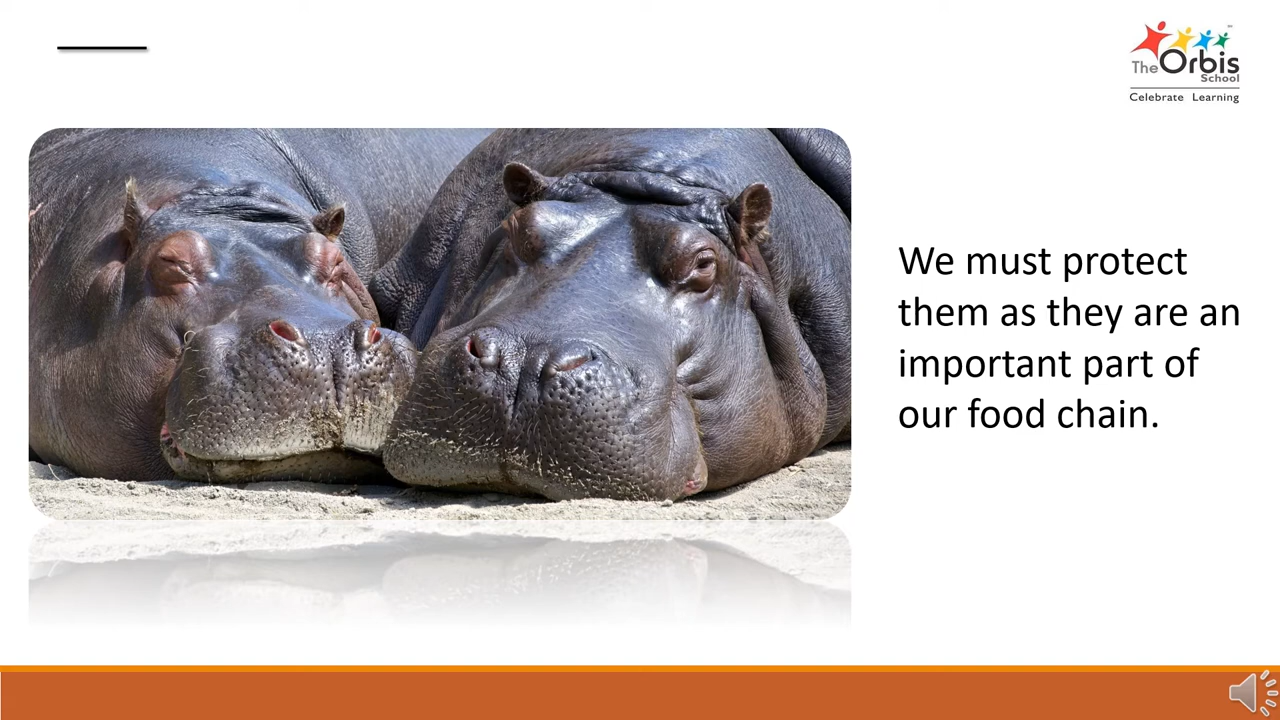 The Orbis
School
Celebrate Learning
We must protect
them as they are an
important part of
our food chain.